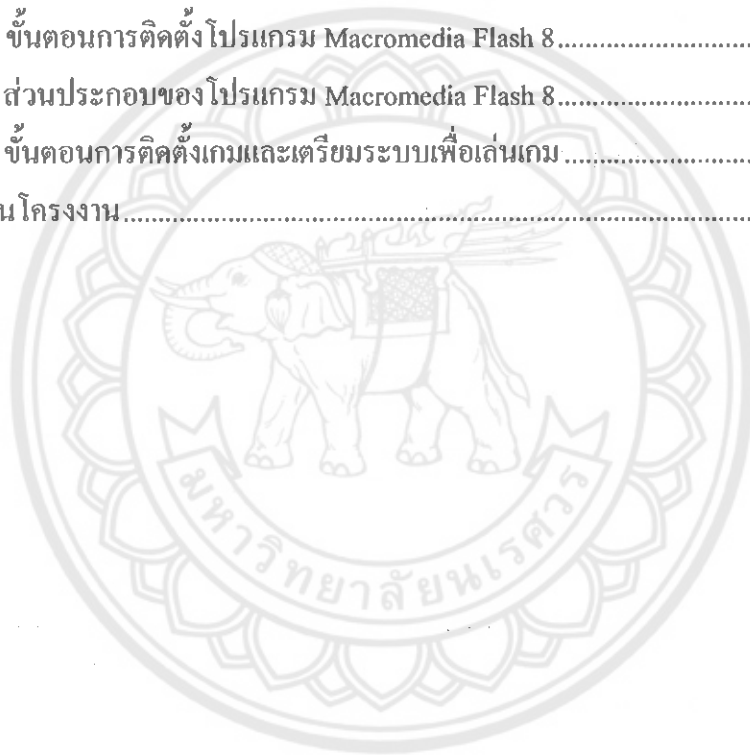 ขั้นตอนการติดตั้งโปรแกรม Macromedia Flash 8
ส่วนประกอบของโปรแกรม Macromedia Flash 8
ขั้นตอนการติดตั้งเกมและเตรียมระบบเพื่อเล่นเกม
นโครงงาน
มหาวิทยาลัยนเรศวร